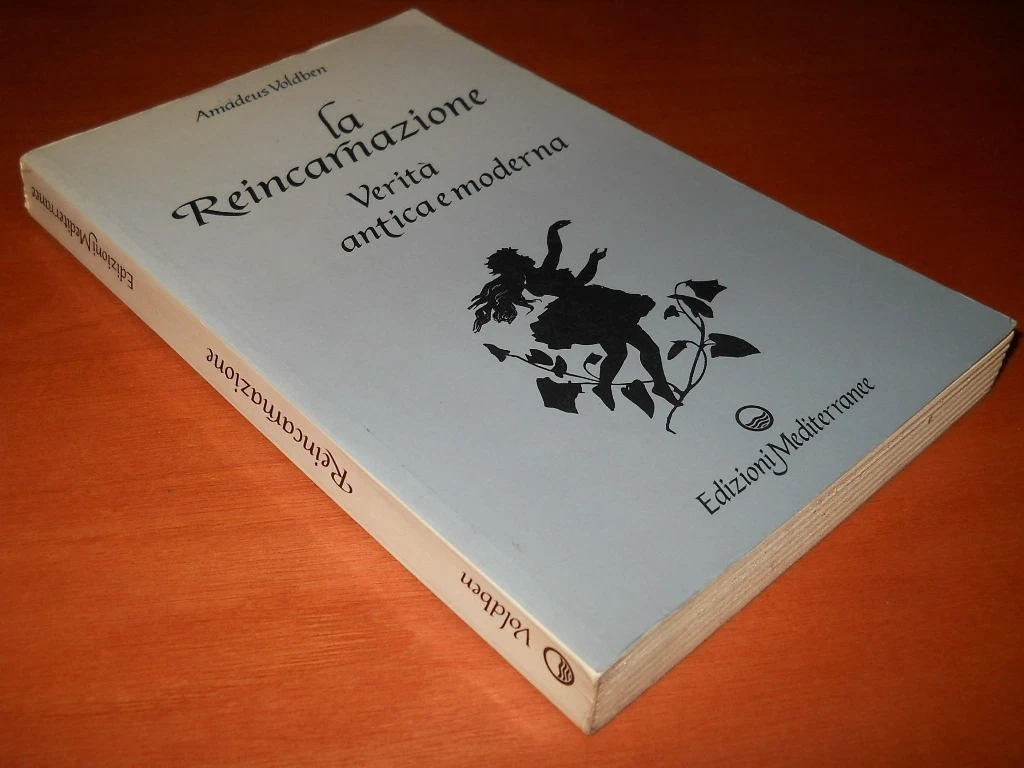 Amadeus Voldben
la
Reincarnazione
Verità
antica e moderna
Edizioni Mediterranee
Voldben
Reincarnazione
Edizioni Mediterranee